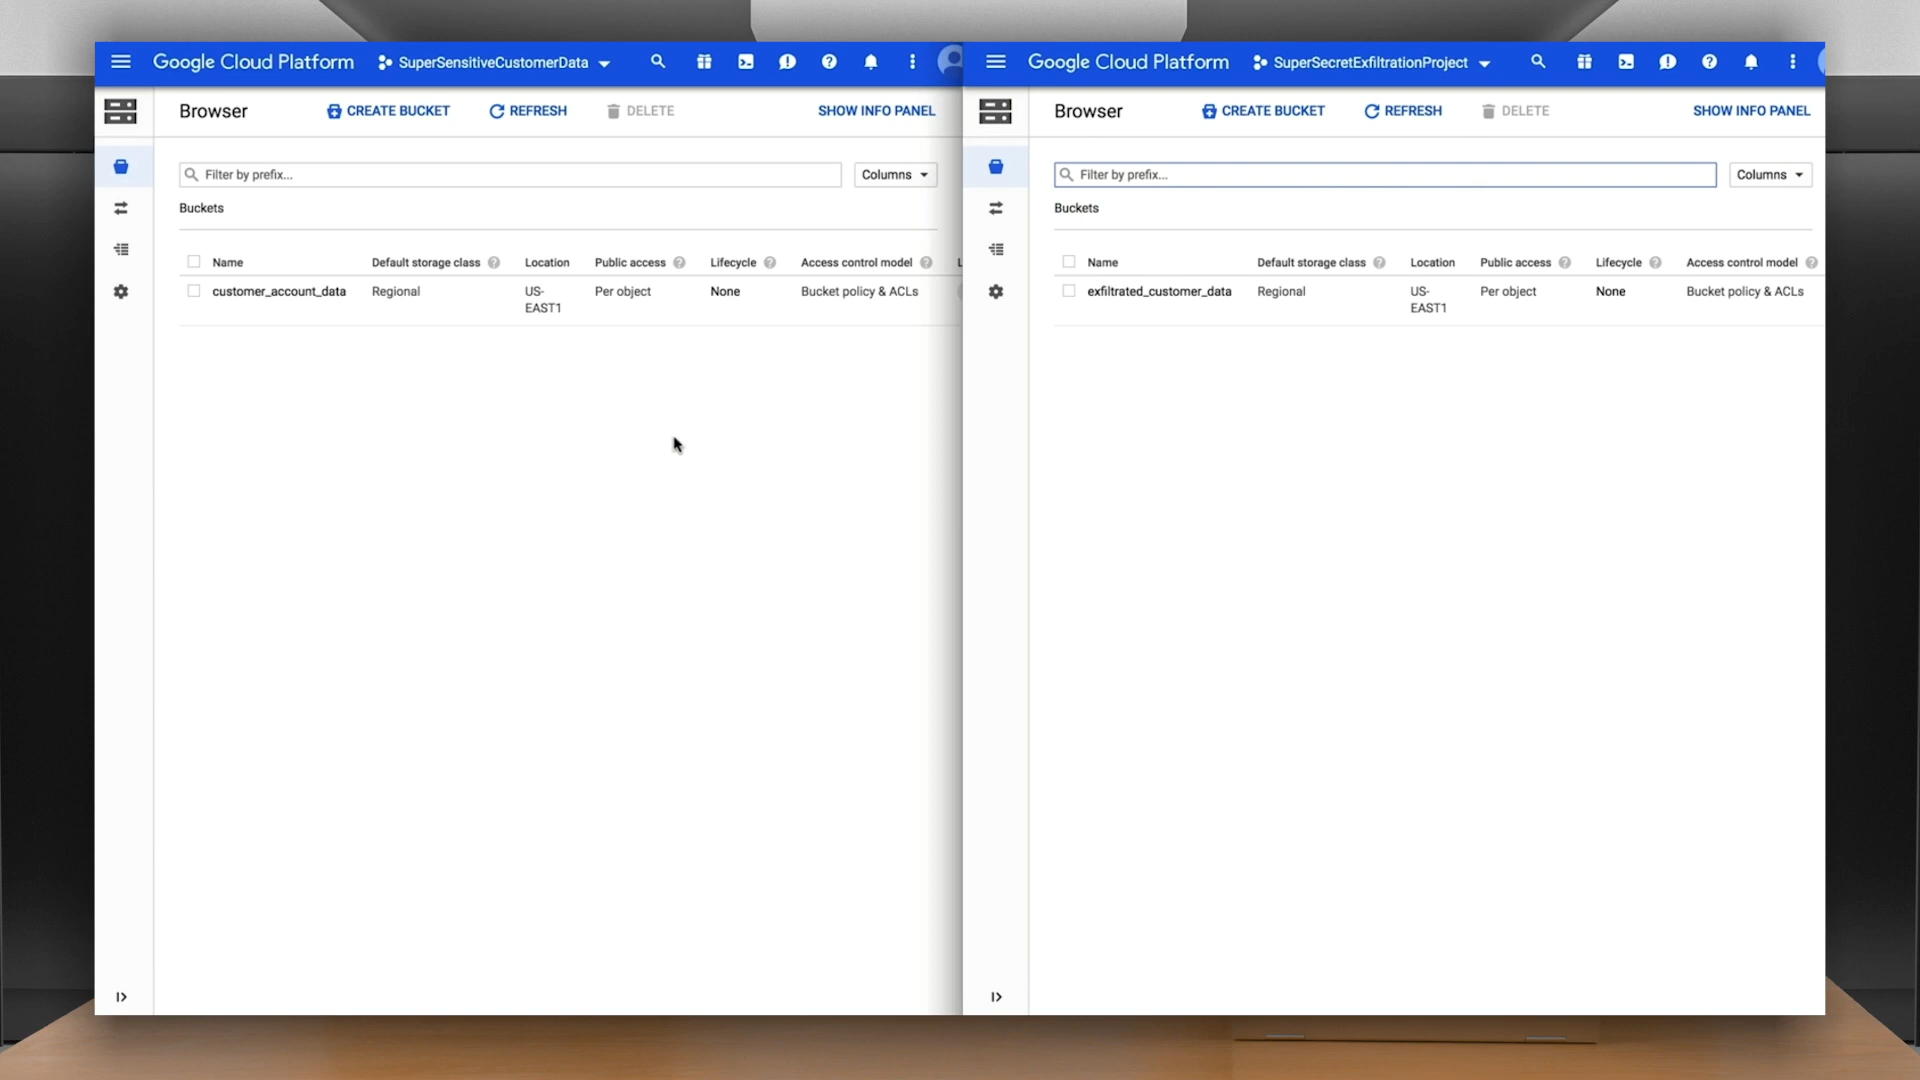 Google Cloud Platform SuperSensitiveCustomerData
Browser CREATE BUCKET REFRESH DELETE SHOW INFO PANEL
Filter by prefix... Columns
Buckets
Name Default storage class Location Public access Lifecycle Access control model
customer_account_data Regional US-EAST1 Per object None Bucket policy & ACLs
Google Cloud Platform SuperSecretExfiltrationProject
Browser CREATE BUCKET REFRESH DELETE SHOW INFO PANEL
Filter by prefix... Columns
Buckets
Name Default storage class Location Public access Lifecycle Access control model
exfiltrated_customer_data Regional US-EAST1 Per object None Bucket policy & ACLs